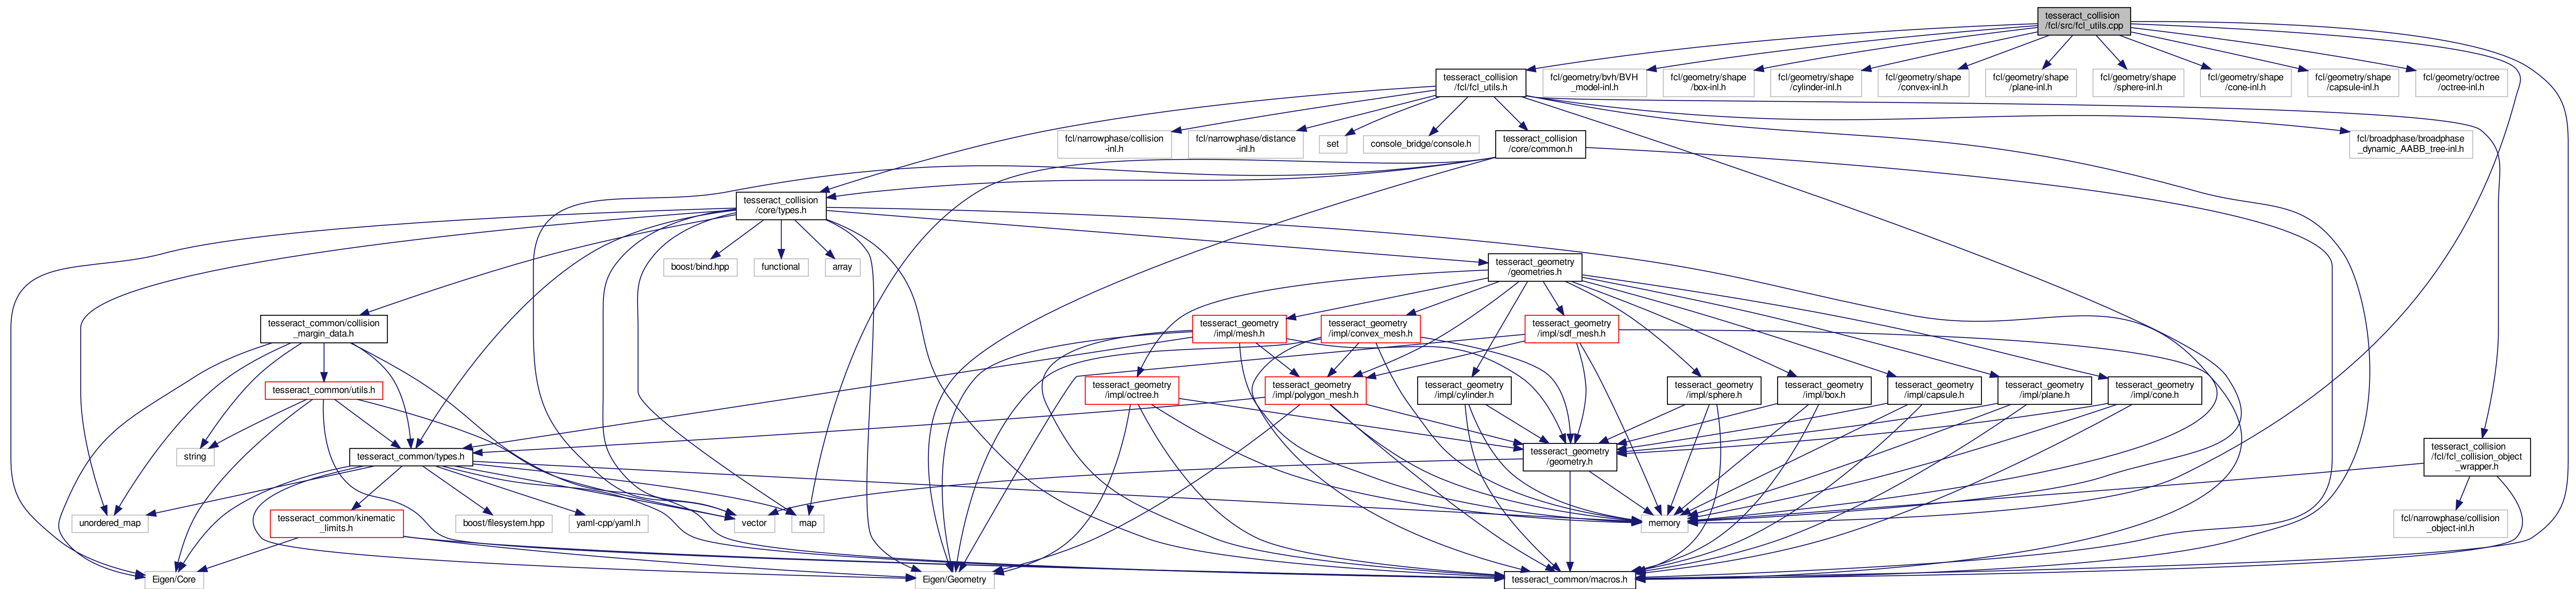 tesseract_collision
/fcl/src/fcl_utils.cpp
tesseract_collision
/fcl/fcl_utils.h
fcl/geometry/bvh/BVH
_model-inl.h
fcl/geometry/shape
/box-inl.h
fcl/geometry/shape
/cylinder-inl.h
fcl/geometry/shape
/convex-inl.h
fcl/geometry/shape
/plane-inl.h
fcl/geometry/shape
/sphere-inl.h
fcl/geometry/shape
/cone-inl.h
fcl/geometry/shape
/capsule-inl.h
fcl/geometry/octree
/octree-inl.h
fcl/narrowphase/collision
-inl.h
fcl/narrowphase/distance
-inl.h
set
console_bridge/console.h
tesseract_collision
/core/common.h
fcl/broadphase/broadphase
_dynamic_AABB_tree-inl.h
tesseract_collision
/core/types.h
boost/bind.hpp
functional
array
tesseract_geometry
/geometries.h
tesseract_common/collision
_margin_data.h
tesseract_geometry
/impl/mesh.h
tesseract_geometry
/impl/convex_mesh.h
tesseract_geometry
/impl/sdf_mesh.h
tesseract_common/utils.h
tesseract_geometry
/impl/octree.h
tesseract_geometry
/impl/polygon_mesh.h
tesseract_geometry
/impl/cylinder.h
tesseract_geometry
/impl/sphere.h
tesseract_geometry
/impl/box.h
tesseract_geometry
/impl/capsule.h
tesseract_geometry
/impl/plane.h
tesseract_geometry
/impl/cone.h
string
tesseract_common/types.h
tesseract_geometry
/geometry.h
tesseract_collision
/fcl/fcl_collision_object
_wrapper.h
unordered_map
tesseract_common/kinematic
_limits.h
boost/filesystem.hpp
yaml-cpp/yaml.h
vector
map
memory
fcl/narrowphase/collision
_object-inl.h
Eigen/Core
Eigen/Geometry
tesseract_common/macros.h